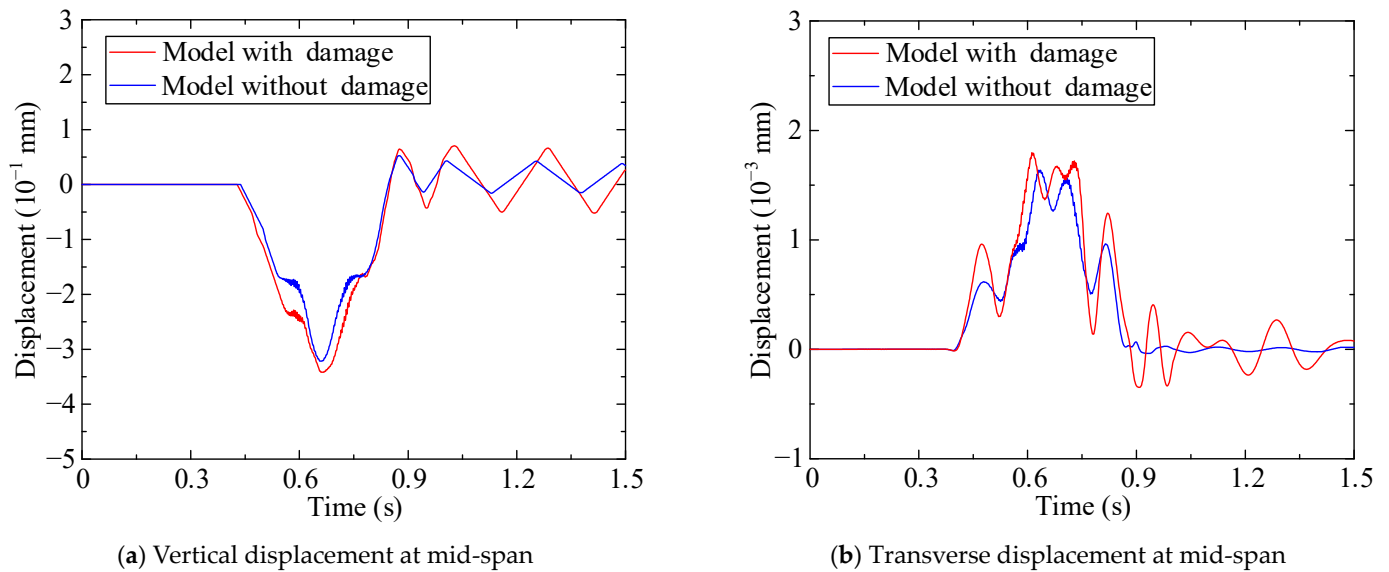 3
2
1
0
−1
−2
−3
−4
−5
Displacement (10⁻¹ mm)
Model with  damage
Model without  damage
0 0.3 0.6 0.9 1.2 1.5
Time (s)
(a) Vertical displacement at mid-span
3
2
1
0
−1
Displacement (10⁻³ mm)
Model with  damage
Model without  damage
0 0.3 0.6 0.9 1.2 1.5
Time (s)
(b) Transverse displacement at mid-span